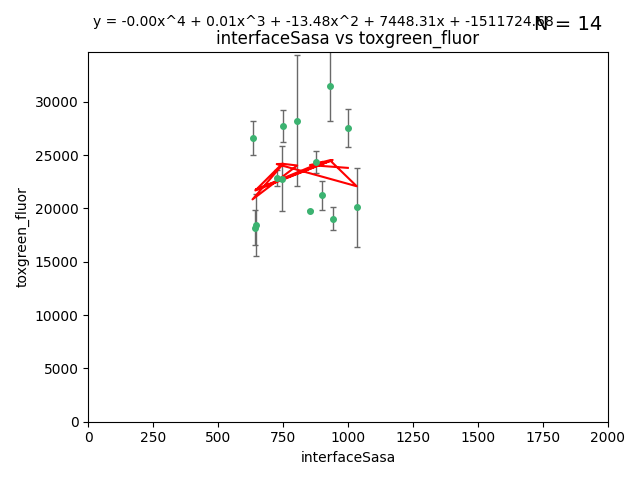 y = -0.00x^4 + 0.01x^3 + -13.48x^2 + 7448.31x + -1511724.68
N = 14
interfaceSasa vs toxgreen_fluor
30000
25000
20000
15000
10000
5000
0
toxgreen_fluor
0 250 500 750 1000 1250 1500 1750 2000
interfaceSasa